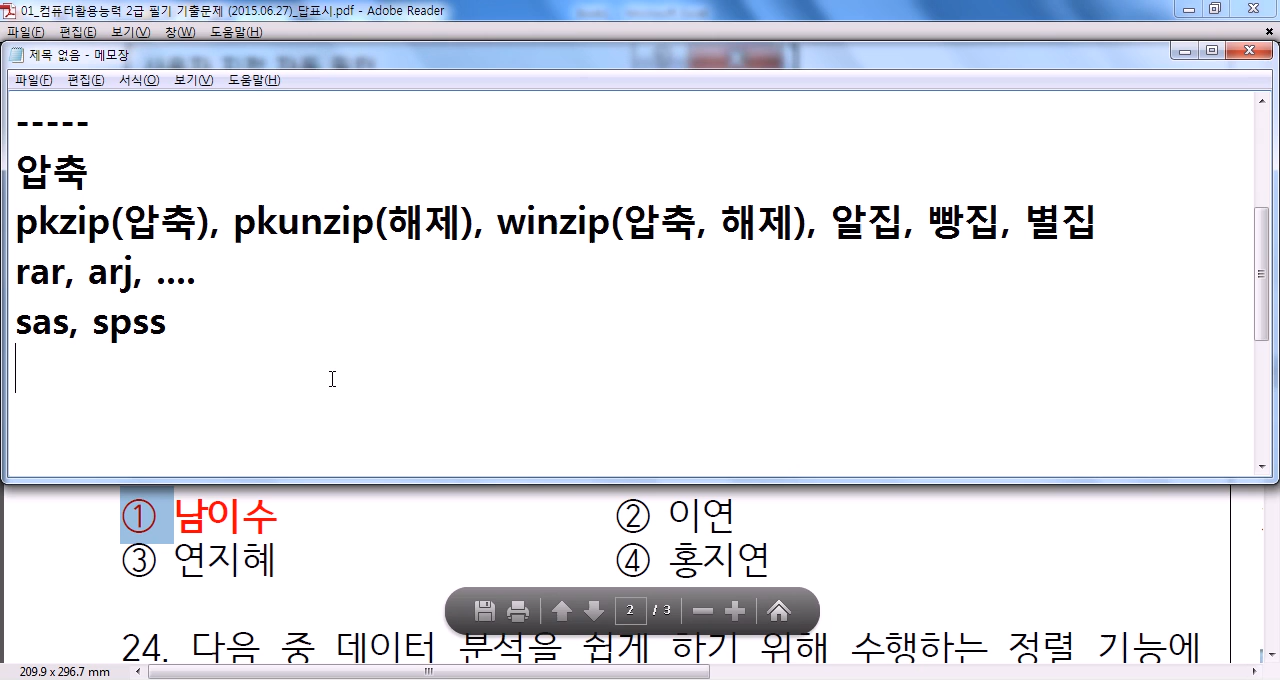 01_컴퓨터활용능력 2급 필기 기출문제 (2015.06.27)_답표시.pdf - Adobe Reader
파일(F) 편집(E) 보기(V) 창(W) 도움말(H)
제목 없음 - 메모장
파일(F) 편집(E) 서식(O) 보기(V) 도움말(H)
-----
압축
pkzip(압축), pkunzip(해제), winzip(압축, 해제), 알집, 빵집, 별집
rar, arj, ....
sas, spss
① 남이수 ② 이연
③ 연지혜 ④ 홍지연
2 / 3
24. 다음 중 데이터 분석을 쉽게 하기 위해 수행하는 정렬 기능에
209.9 x 296.7 mm